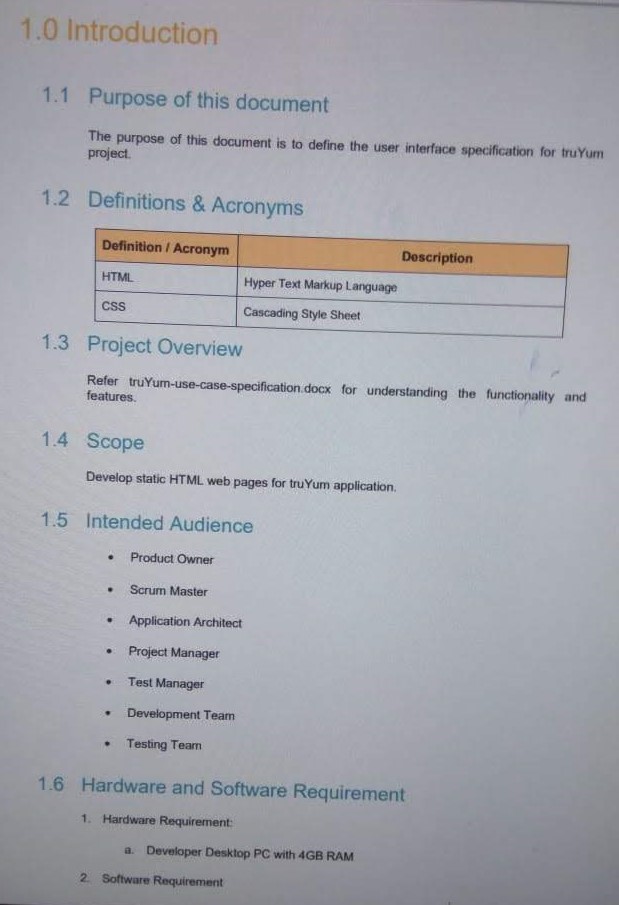 1.0 Introduction
1.1 Purpose of this document
The purpose of this document is to define the user interface specification for truYum
project.
1.2 Definitions & Acronyms
Definition / Acronym Description
HTML Hyper Text Markup Language
CSS Cascading Style Sheet
1.3 Project Overview
Refer truYum-use-case-specification.docx for understanding the functionality and
features.
1.4 Scope
Develop static HTML web pages for truYum application.
1.5 Intended Audience
• Product Owner
• Scrum Master
• Application Architect
• Project Manager
• Test Manager
• Development Team
• Testing Team
1.6 Hardware and Software Requirement
1. Hardware Requirement:
a. Developer Desktop PC with 4GB RAM
2. Software Requirement